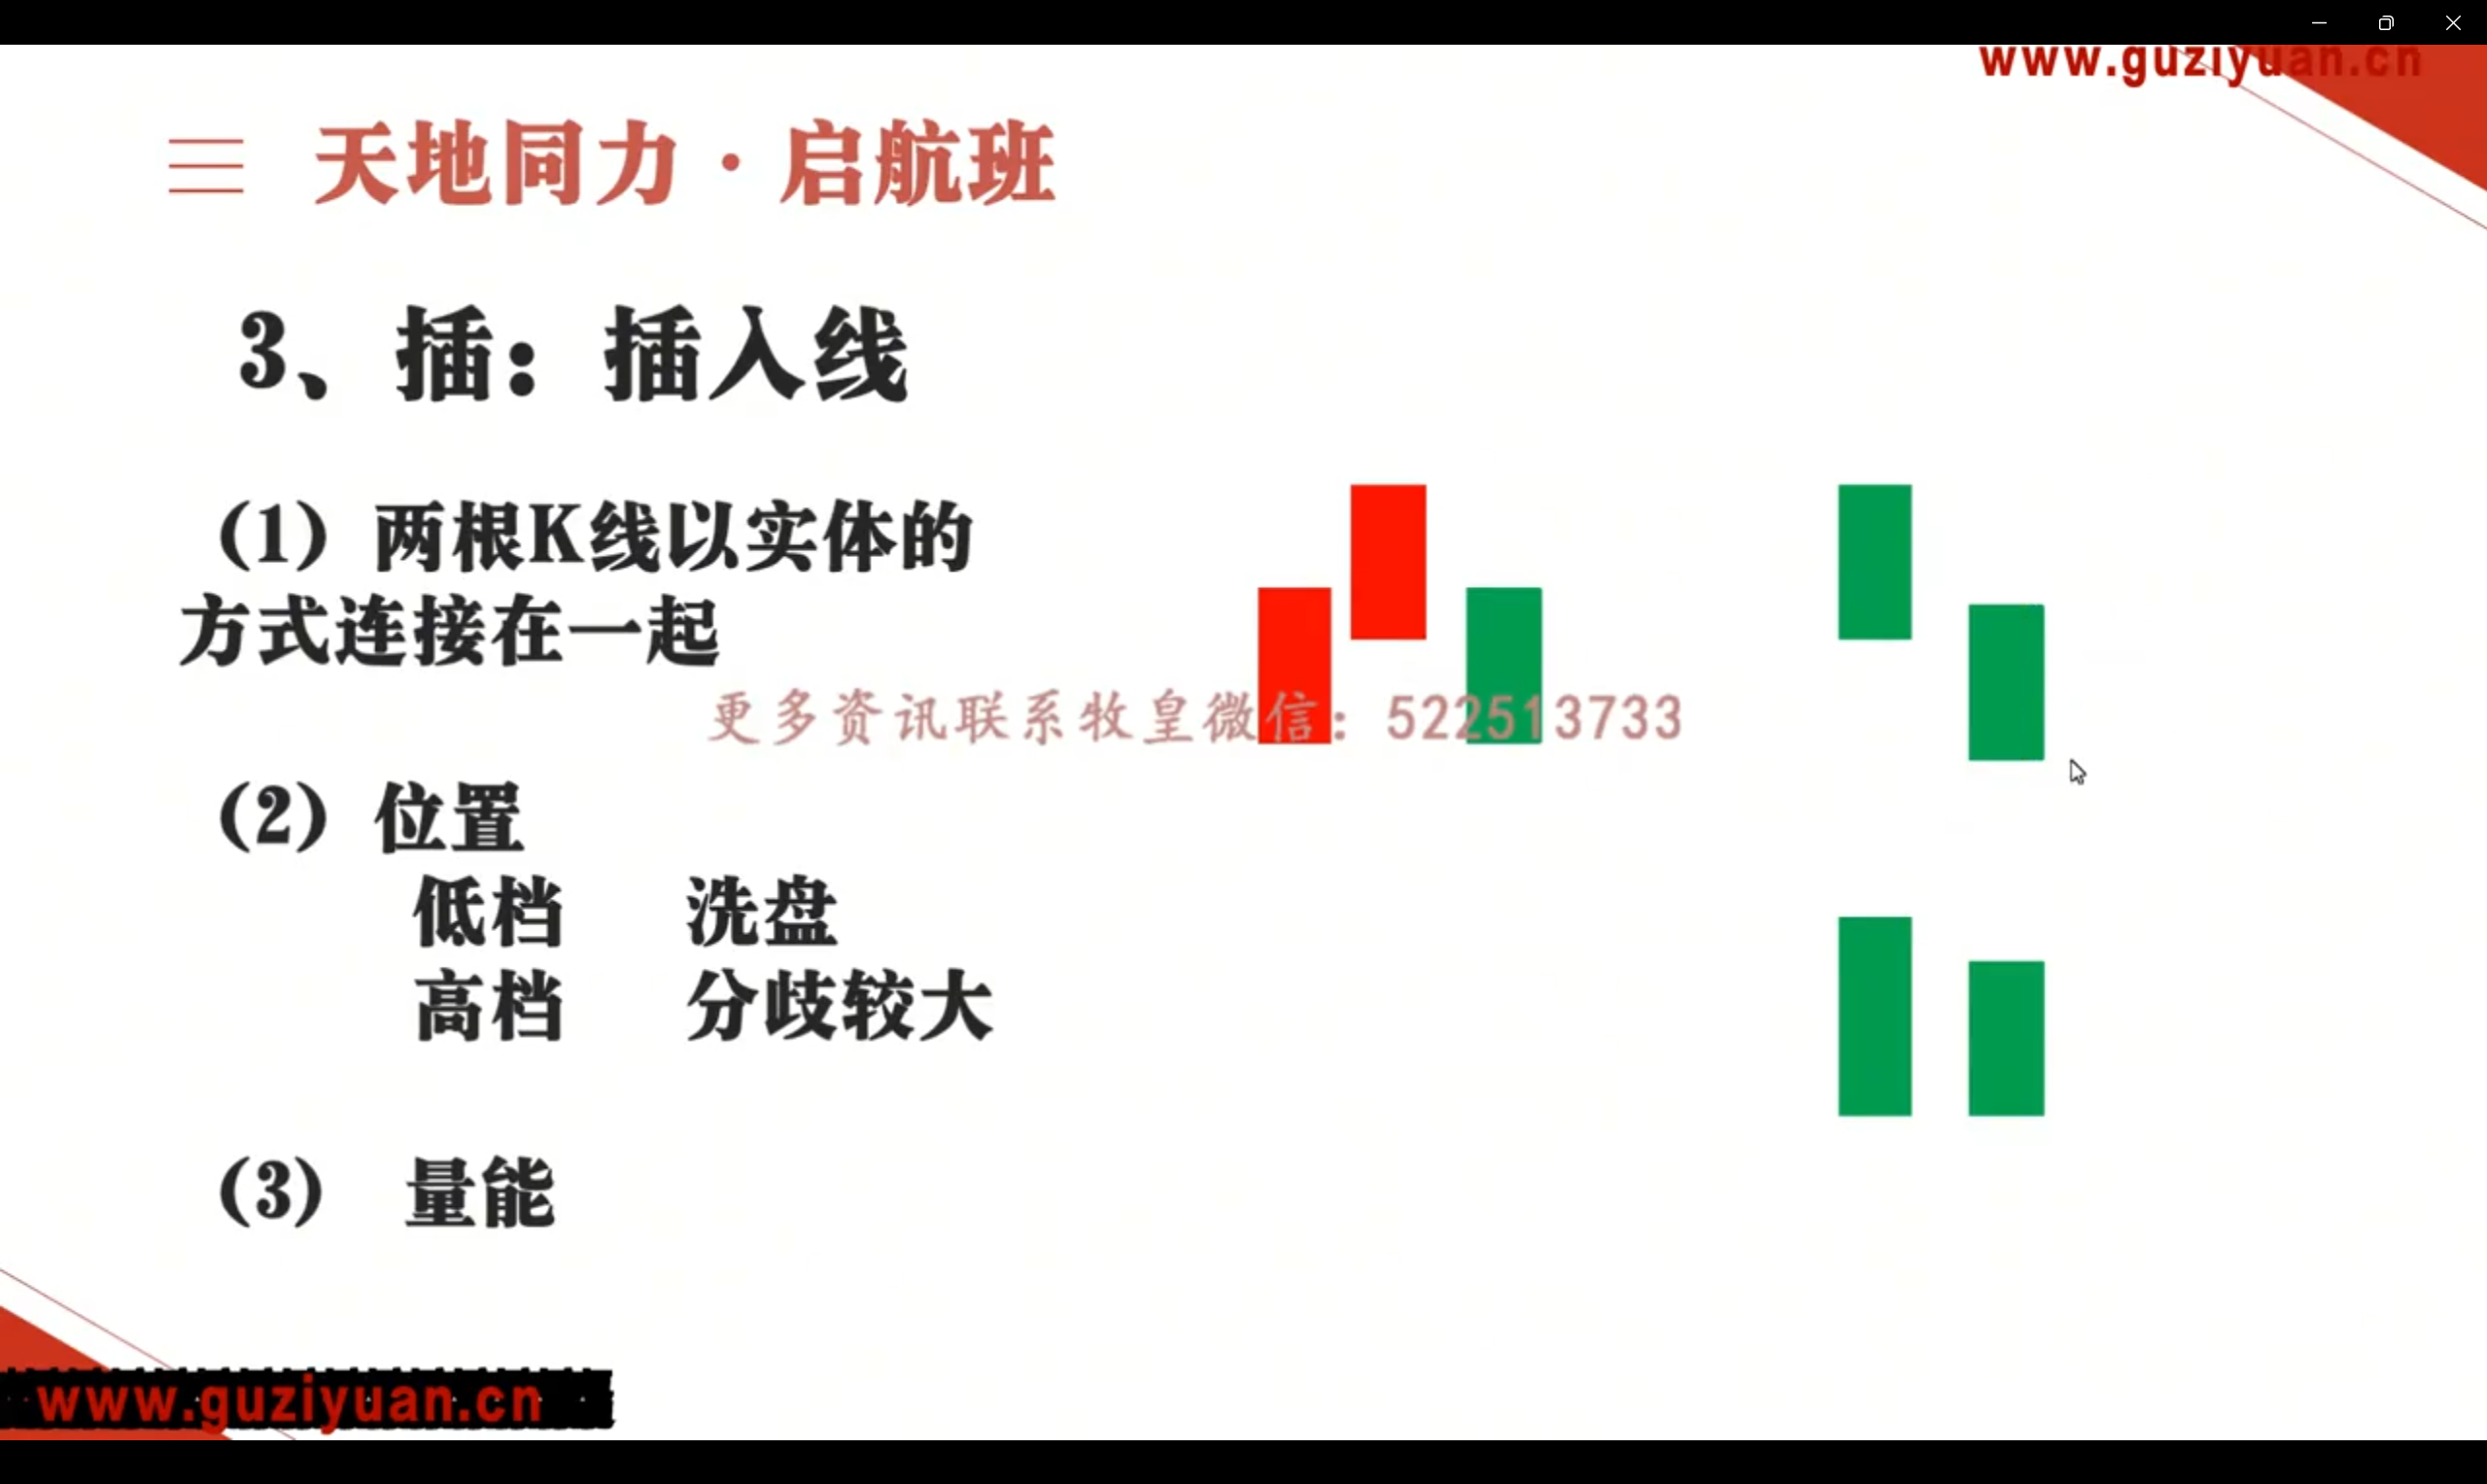 www.guziyuan.cn
天地同力·启航班
3、插：插入线
（1）两根K线以实体的
方式连接在一起
更多资讯联系牧皇微信：522513733
（2）位置
低档 洗盘
高档 分歧较大
（3） 量能
www.guziyuan.cn